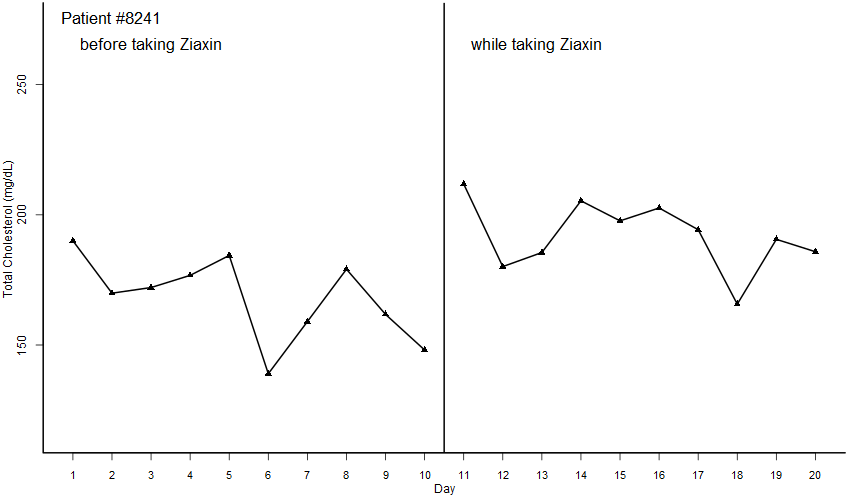 Patient #8241
before taking Ziaxin
while taking Ziaxin
250
200
150
Total Cholesterol (mg/dL)
1 2 3 4 5 6 7 8 9 10 11 12 13 14 15 16 17 18 19 20
Day